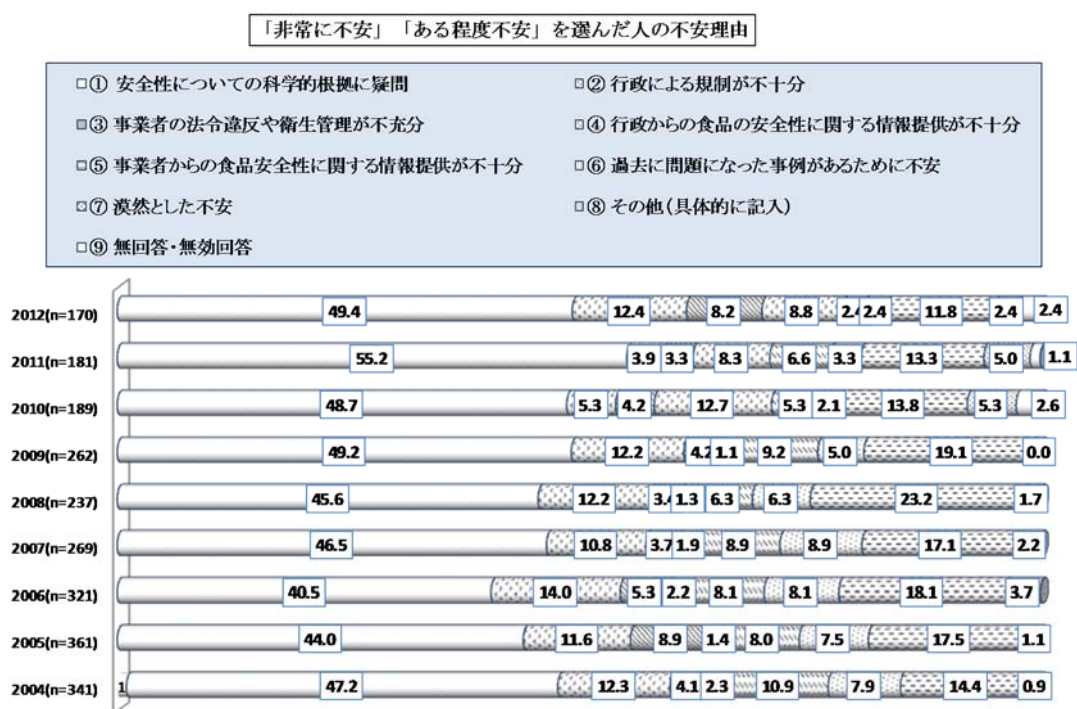 「非常に不安」「ある程度不安」を選んだ人の不安理由
□① 安全性についての科学的根拠に疑問 □② 行政による規制が不十分
□③ 事業者の法令違反や衛生管理が不充分 □④ 行政からの食品の安全性に関する情報提供が不十分
□⑤ 事業者からの食品安全性に関する情報提供が不十分 □⑥ 過去に問題になった事例があるために不安
□⑦ 漠然とした不安 □⑧ その他(具体的に記入)
□⑨ 無回答・無効回答
2012(n=170) 49.4 12.4 8.2 8.8 2.4 2.4 11.8 2.4 2.4
2011(n=181) 55.2 3.9 3.3 8.3 6.6 3.3 13.3 5.0 1.1
2010(n=189) 48.7 5.3 4.2 12.7 5.3 2.1 13.8 5.3 2.6
2009(n=262) 49.2 12.2 4.2 1.1 9.2 5.0 19.1 0.0
2008(n=237) 45.6 12.2 3.4 1.3 6.3 6.3 23.2 1.7
2007(n=269) 46.5 10.8 3.7 1.9 8.9 8.9 17.1 2.2
2006(n=321) 40.5 14.0 5.3 2.2 8.1 8.1 18.1 3.7
2005(n=361) 44.0 11.6 8.9 1.4 8.0 7.5 17.5 1.1
2004(n=341) 1 47.2 12.3 4.1 2.3 10.9 7.9 14.4 0.9